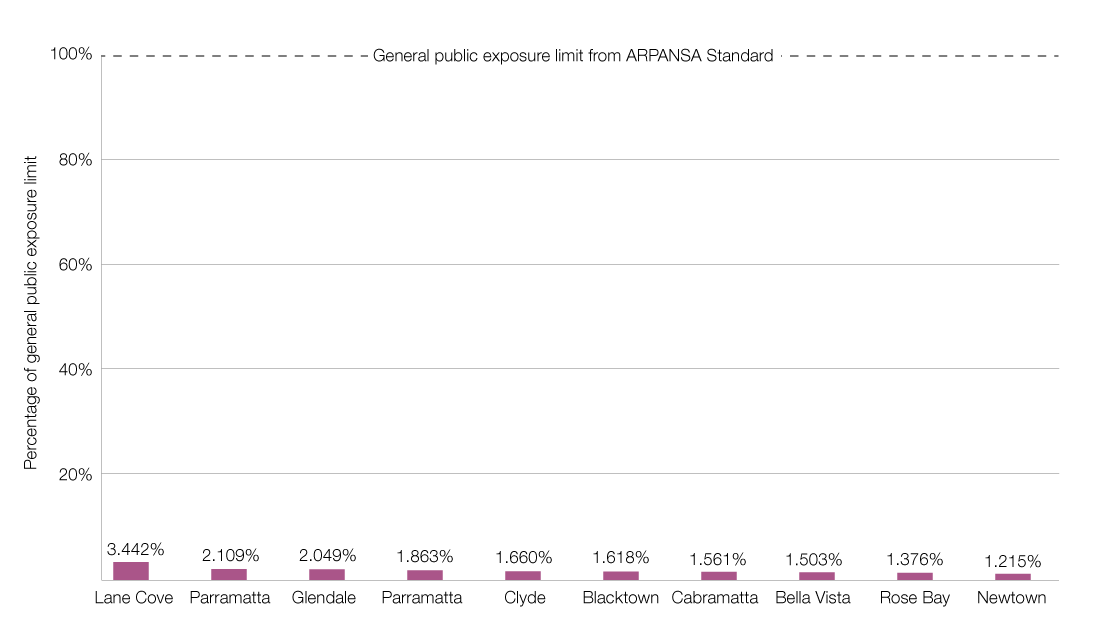 100%
General public exposure limit from ARPANSA Standard
Percentage of general public exposure limit
80%
60%
40%
20%
3.442% 2.109% 2.049% 1.863% 1.660% 1.618% 1.561% 1.503% 1.376% 1.215%
Lane Cove Parramatta Glendale Parramatta Clyde Blacktown Cabramatta Bella Vista Rose Bay Newtown